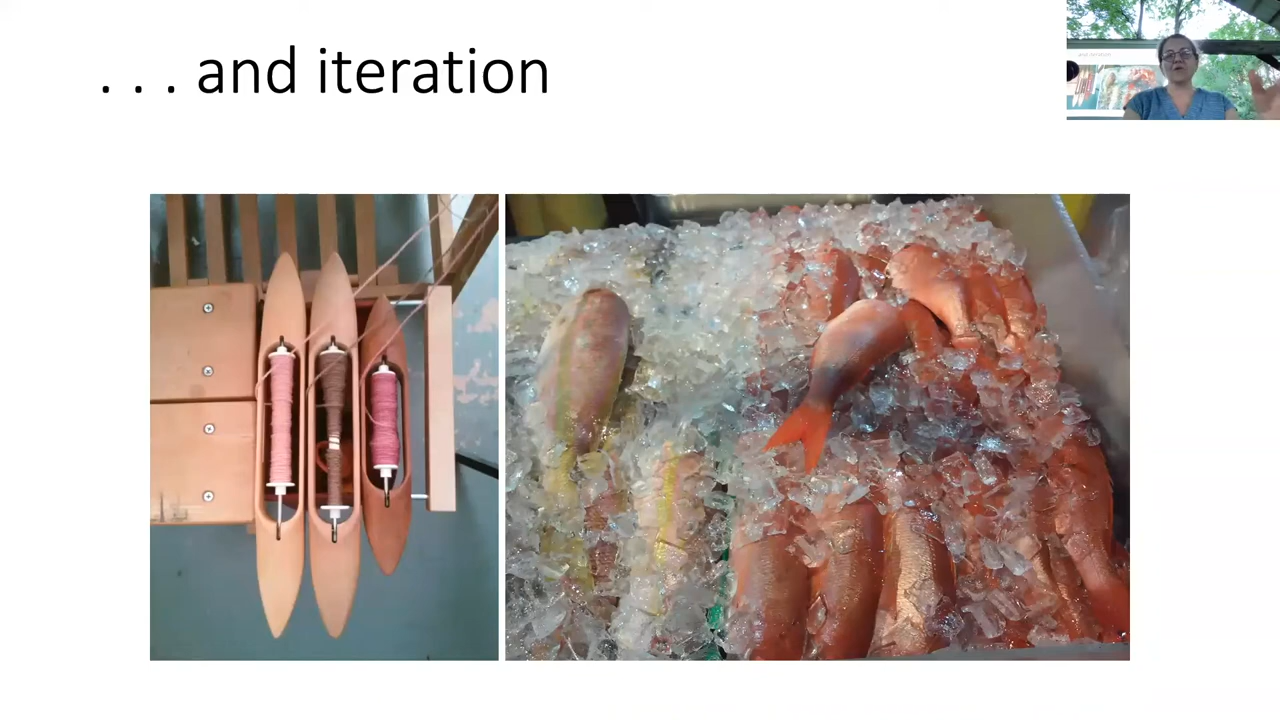 . . . and iteration